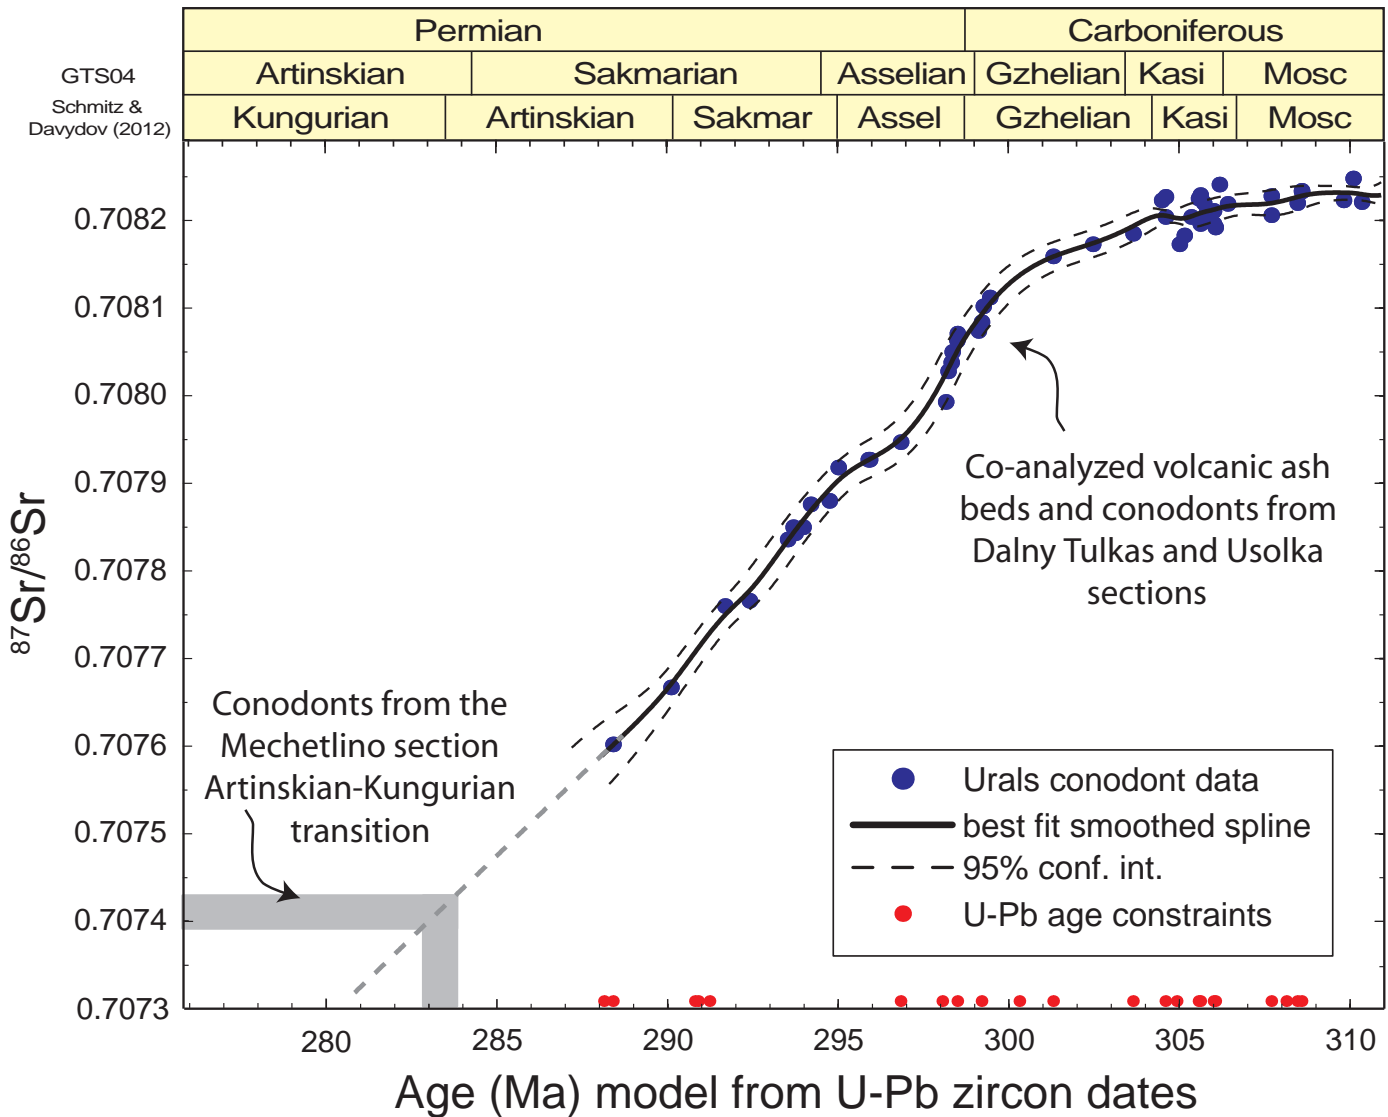 Permian Carboniferous
GTS04 Artinskian Sakmarian Asselian Gzhelian Kasi Mosc
Schmitz &
Davydov (2012)
Kungurian Artinskian Sakmar Assel Gzhelian Kasi Mosc
0.7082
0.7081
0.7080
0.7079
0.7078
0.7077
0.7076
0.7075
0.7074
0.7073
87Sr/86Sr
Co-analyzed volcanic ash
beds and conodonts from
Dalny Tulkas and Usolka
sections
Conodonts from the
Mechetlino section
Artinskian-Kungurian
transition
Urals conodont data
best fit smoothed spline
95% conf. int.
U-Pb age constraints
280 285 290 295 300 305 310
Age (Ma) model from U-Pb zircon dates